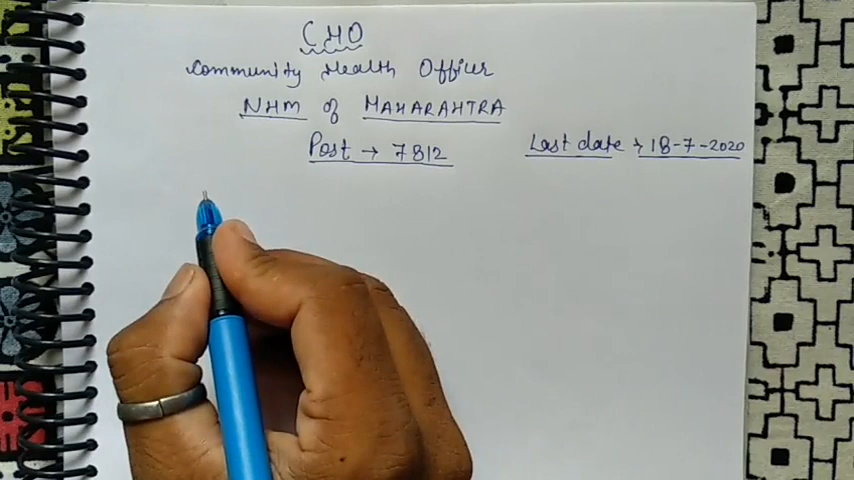 CHO
Community Health Officer
NHM of MAHARAHTRA
Post → 7812 Last date → 18-7-2020